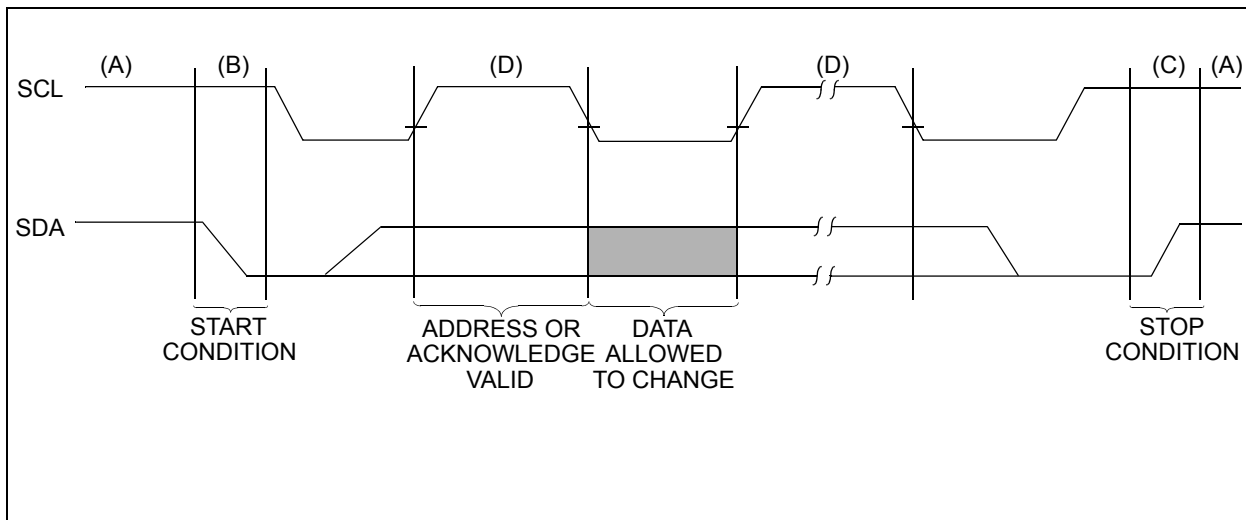 (A) (B) (D) (D) (C) (A)
SCL
SDA
START
CONDITION
ADDRESS OR
ACKNOWLEDGE
VALID
DATA
ALLOWED
TO CHANGE
STOP
CONDITION